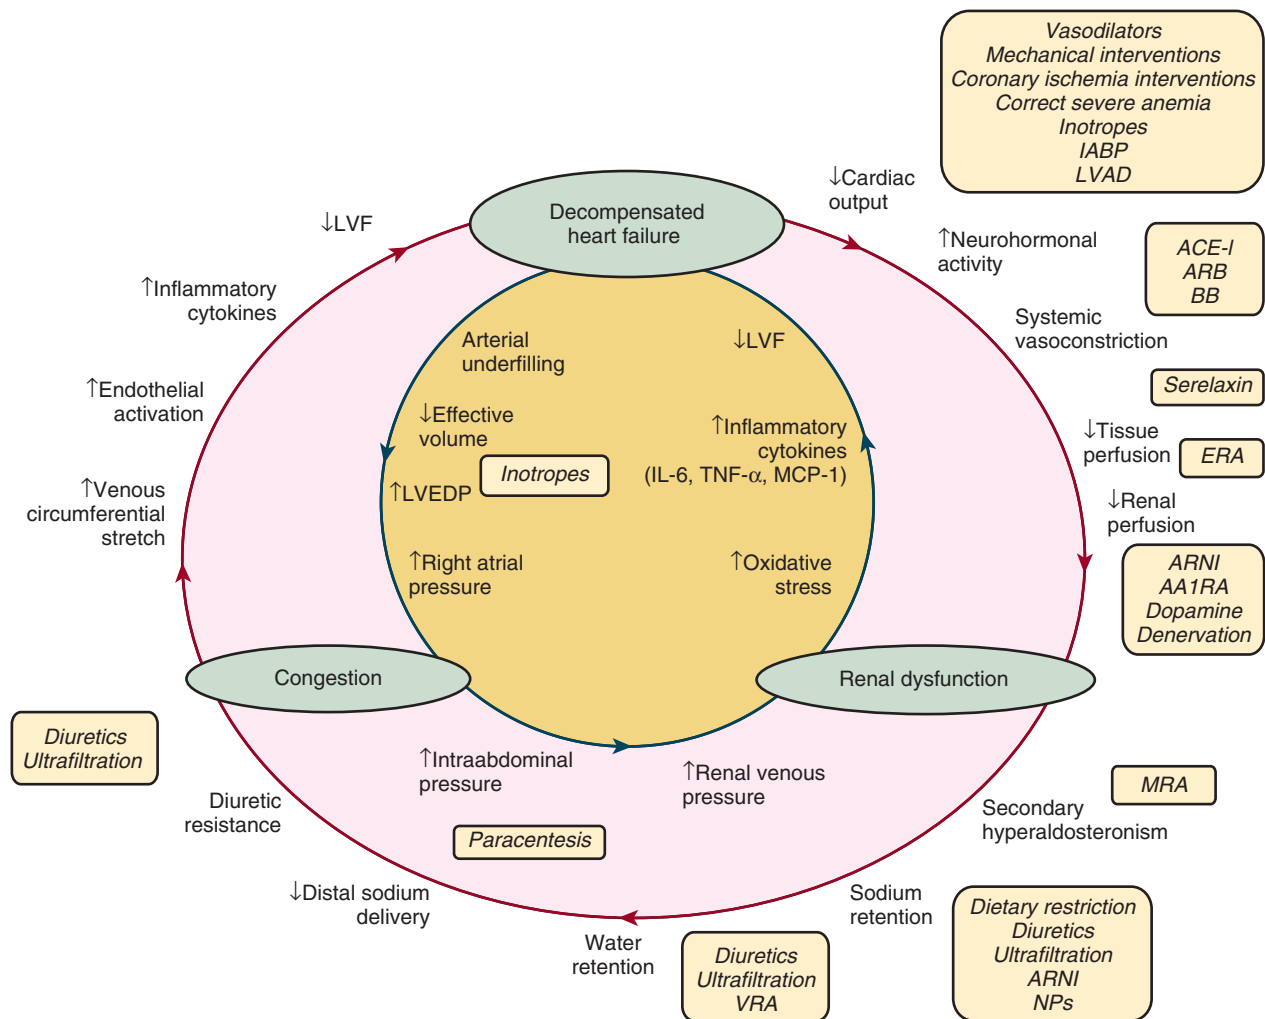 Vasodilators
Mechanical interventions
Coronary ischemia interventions
Correct severe anemia
Inotropes
IABP
LVAD
Decompensated
heart failure
↓Cardiac
output
↑Neurohormonal
activity
ACE-I
ARB
BB
Systemic
vasoconstriction
Serelaxin
↓Tissue
perfusion
ERA
↓Renal
perfusion
ARNI
AA1RA
Dopamine
Denervation
Renal dysfunction
MRA
Secondary
hyperaldosteronism
Sodium
retention
Dietary restriction
Diuretics
Ultrafiltration
ARNI
NPs
Water
retention
Diuretics
Ultrafiltration
VRA
↓Distal sodium
delivery
Diuretic
resistance
Diuretics
Ultrafiltration
Congestion
↑Venous
circumferential
stretch
↑Endothelial
activation
↑Inflammatory
cytokines
↓LVF
Arterial
underfilling
↓Effective
volume
Inotropes
↑LVEDP
↑Right atrial
pressure
↑Intraabdominal
pressure
Paracentesis
↑Renal venous
pressure
↑Oxidative
stress
↑Inflammatory
cytokines
(IL-6, TNF-α, MCP-1)
↓LVF